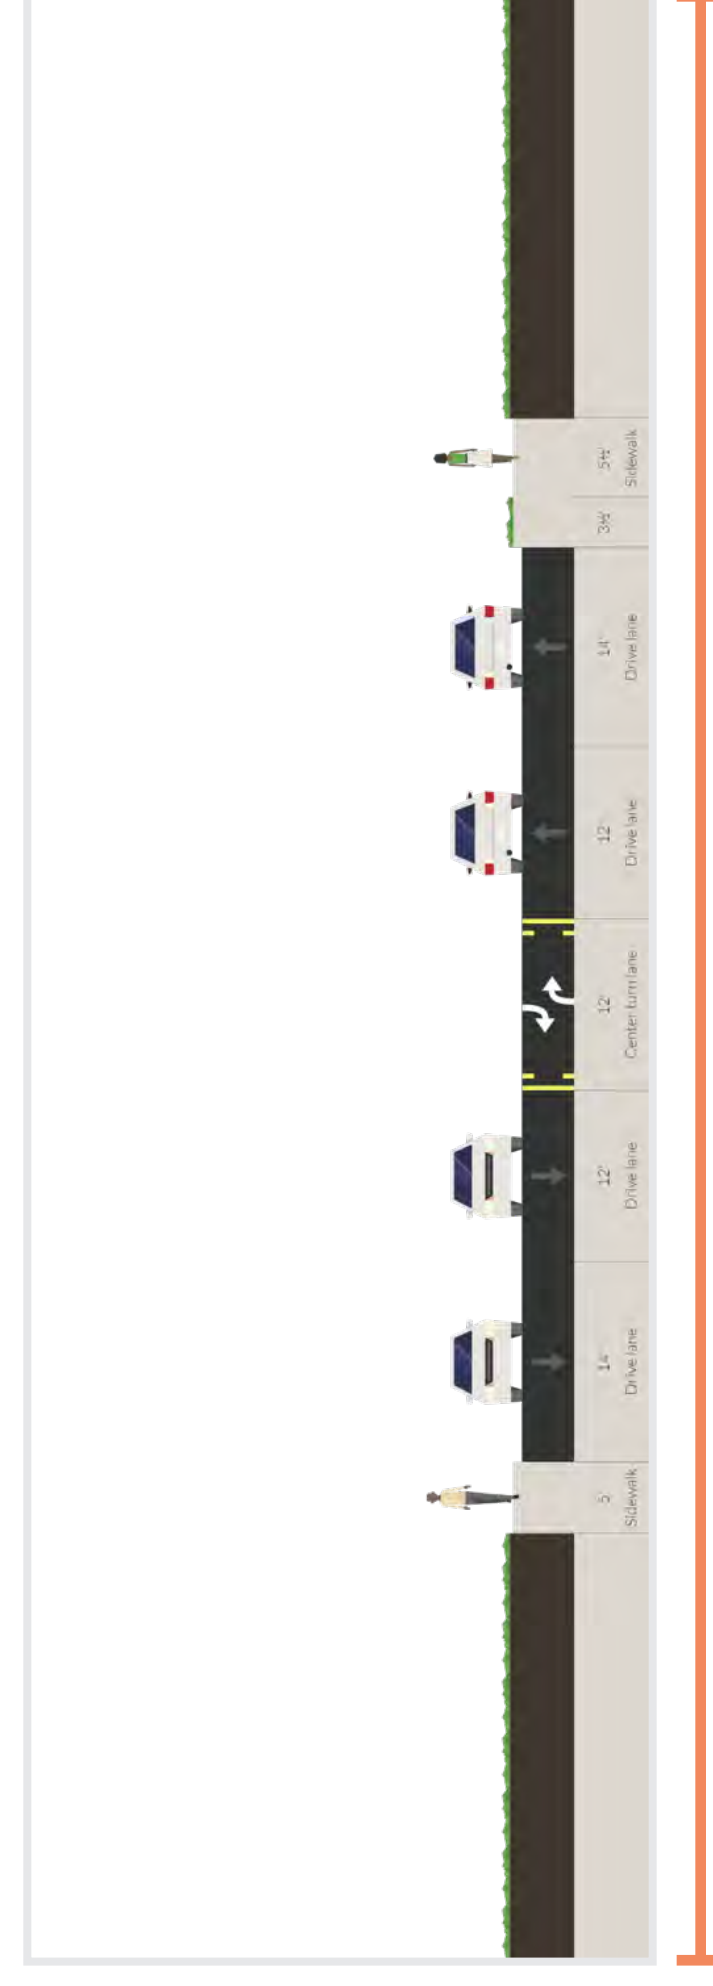 5'
Sidewalk
14'
Drive lane
12'
Drive lane
12'
Center turn lane
12'
Drive lane
14'
Drive lane
3½'
5½'
Sidewalk